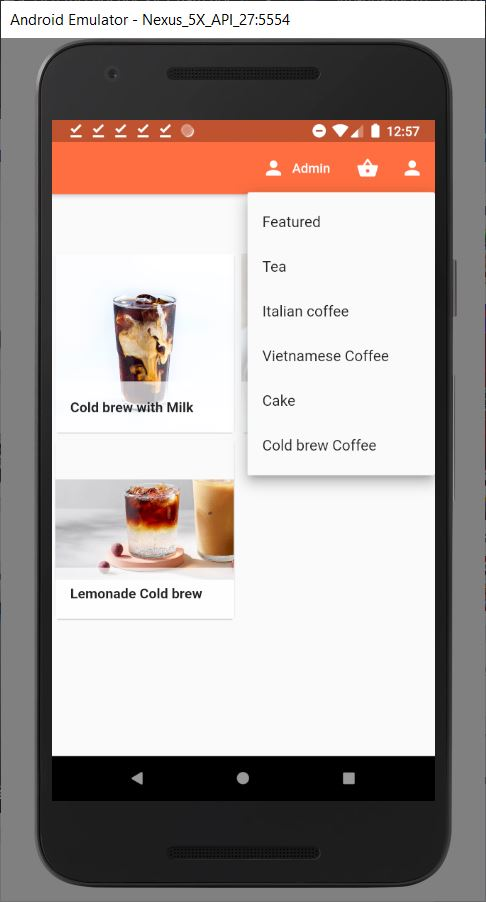 Android Emulator - Nexus_5X_API_27:5554
12:57
Admin
Featured
Tea
Italian coffee
Vietnamese Coffee
Cake
Cold brew Coffee
Cold brew with Milk
Lemonade Cold brew